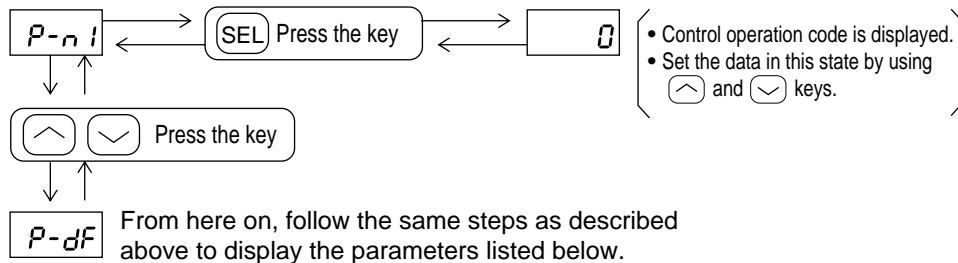 P-n1
SEL Press the key
0
• Control operation code is displayed.
• Set the data in this state by using
and keys.
Press the key
P-dF
From here on, follow the same steps as described
above to display the parameters listed below.